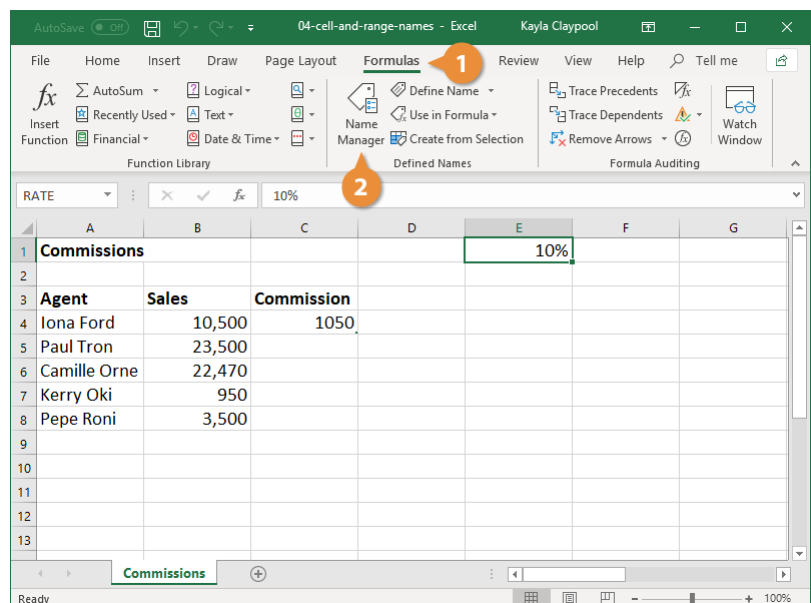 AutoSave Off 04-cell-and-range-names - Excel Kayla Claypool
File Home Insert Draw Page Layout Formulas 1 Review View Help Tell me
fx Insert Function
AutoSum
Recently Used
Financial
Logical
Text
Date & Time
Function Library
Name Manager
Define Name
Use in Formula
Create from Selection
Defined Names
2
Trace Precedents
Trace Dependents
Remove Arrows
fx
Watch Window
Formula Auditing
RATE fx 10%
A B C D E F G
1 Commissions 10%
2
3 Agent Sales Commission
4 Iona Ford 10,500 1050
5 Paul Tron 23,500
6 Camille Orne 22,470
7 Kerry Oki 950
8 Pepe Roni 3,500
9
10
11
12
13
Commissions
Ready 100%